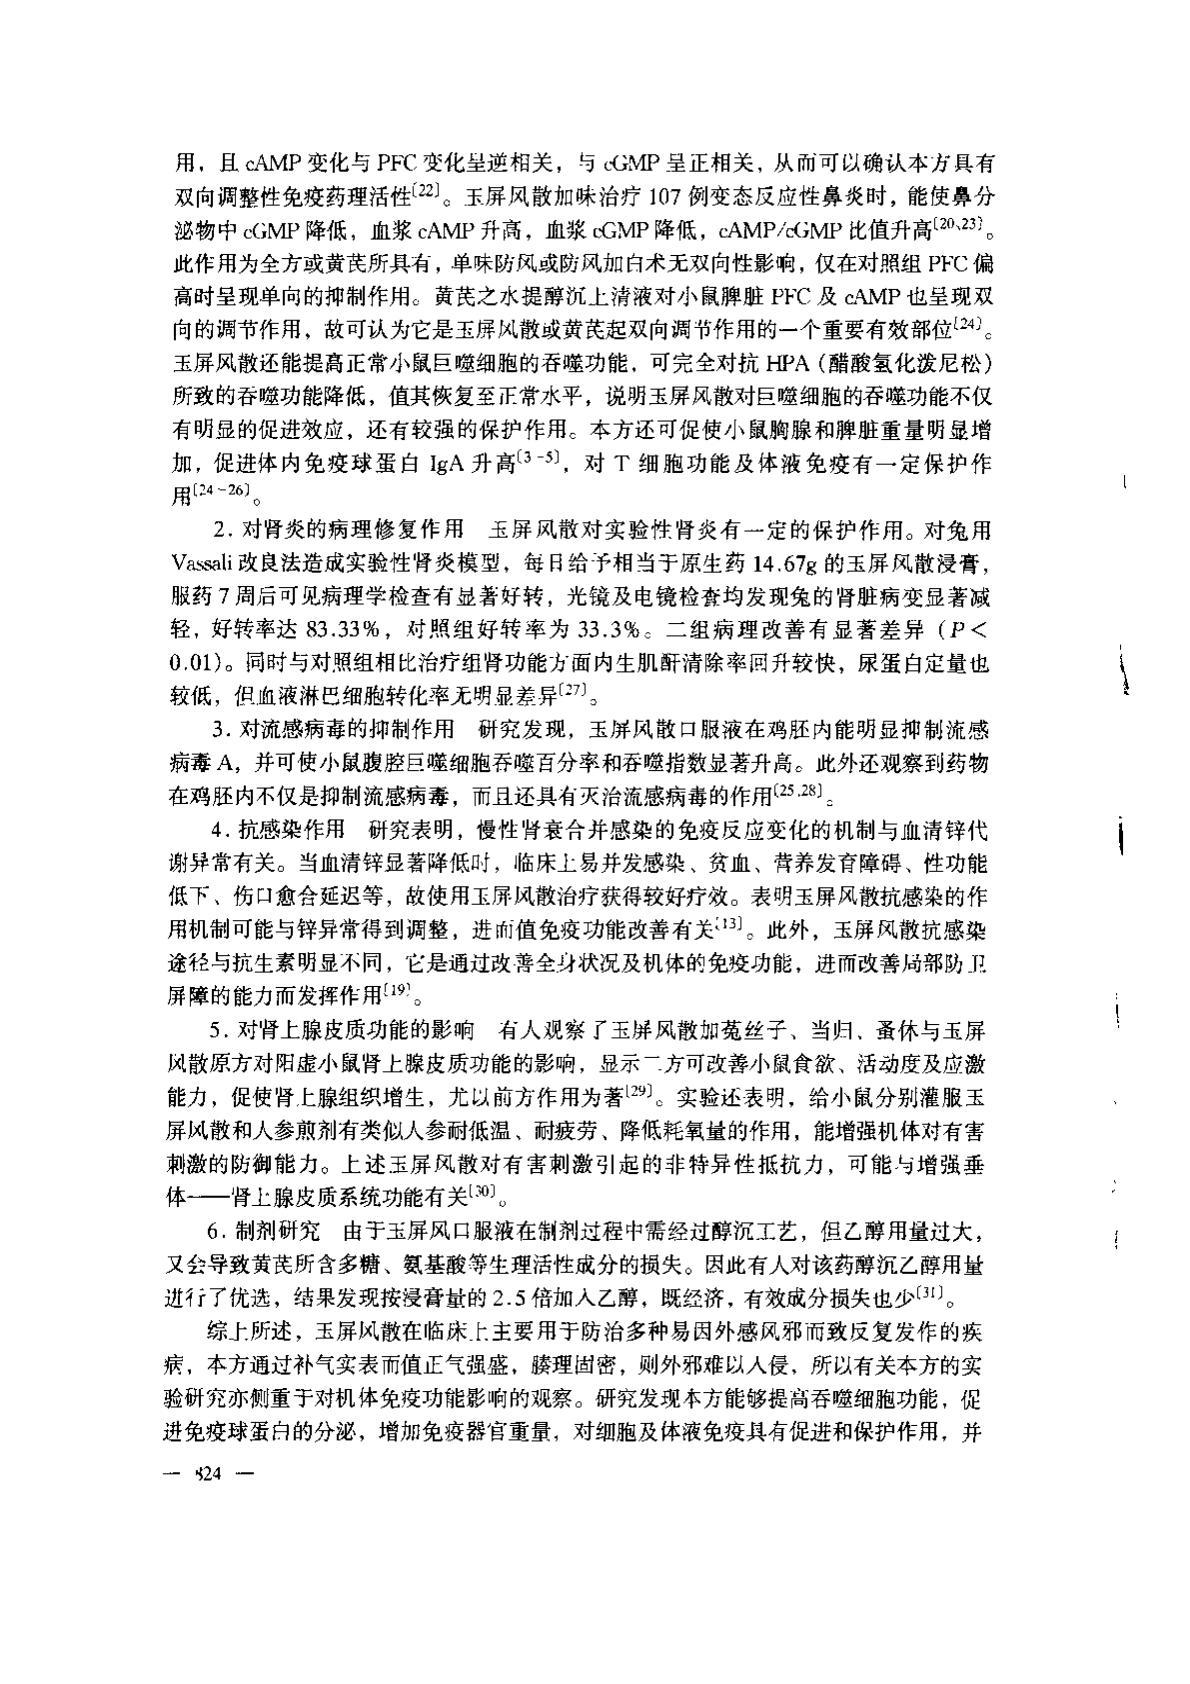 用，且 cAMP 变化与 PFC 变化呈逆相关，与 cGMP 呈正相关，从而可以确认本方具有
双向调整性免疫药理活性〔22〕。玉屏风散加味治疗 107 例变态反应性鼻炎时，能使鼻分
泌物中 cGMP 降低，血浆 cAMP 升高，血浆 cGMP 降低，cAMP/cGMP 比值升高〔20、23〕。
此作用为全方或黄芪所具有，单味防风或防风加白术无双向性影响，仅在对照组 PFC 偏
高时呈现单向的抑制作用。黄芪之水提醇沉上清液对小鼠脾脏 PFC 及 cAMP 也呈现双
向的调节作用，故可认为它是玉屏风散或黄芪起双向调节作用的一个重要有效部位〔24〕。
玉屏风散还能提高正常小鼠巨噬细胞的吞噬功能，可完全对抗 HPA（醋酸氢化泼尼松）
所致的吞噬功能降低，值其恢复至正常水平，说明玉屏风散对巨噬细胞的吞噬功能不仅
有明显的促进效应，还有较强的保护作用。本方还可促使小鼠胸腺和脾脏重量明显增
加，促进体内免疫球蛋白 IgA 升高〔3-5〕，对 T 细胞功能及体液免疫有一定保护作
用〔24-26〕。
2. 对肾炎的病理修复作用　玉屏风散对实验性肾炎有一定的保护作用。对兔用
Vassali 改良法造成实验性肾炎模型，每日给予相当于原生药 14.67g 的玉屏风散浸膏，
服药 7 周后可见病理学检查有显著好转，光镜及电镜检查均发现兔的肾脏病变显著减
轻，好转率达 83.33%，对照组好转率为 33.3%。二组病理改善有显著差异（P＜
0.01）。同时与对照组相比治疗组肾功能方面内生肌酐清除率回升较快，尿蛋白定量也
较低，但血液淋巴细胞转化率无明显差异〔27〕。
3. 对流感病毒的抑制作用　研究发现，玉屏风散口服液在鸡胚内能明显抑制流感
病毒 A，并可使小鼠腹腔巨噬细胞吞噬百分率和吞噬指数显著升高。此外还观察到药物
在鸡胚内不仅是抑制流感病毒，而且还具有灭治流感病毒的作用〔25,28〕。
4. 抗感染作用　研究表明，慢性肾衰合并感染的免疫反应变化的机制与血清锌代
谢异常有关。当血清锌显著降低时，临床上易并发感染、贫血、营养发育障碍、性功能
低下、伤口愈合延迟等，故使用玉屏风散治疗获得较好疗效。表明玉屏风散抗感染的作
用机制可能与锌异常得到调整，进而值免疫功能改善有关〔13〕。此外，玉屏风散抗感染
途径与抗生素明显不同，它是通过改善全身状况及机体的免疫功能，进而改善局部防卫
屏障的能力而发挥作用〔19〕。
5. 对肾上腺皮质功能的影响　有人观察了玉屏风散加菟丝子、当归、蚤休与玉屏
风散原方对阳虚小鼠肾上腺皮质功能的影响，显示二方可改善小鼠食欲、活动度及应激
能力，促使肾上腺组织增生，尤以前方作用为著〔29〕。实验还表明，给小鼠分别灌服玉
屏风散和人参煎剂有类似人参耐低温、耐疲劳、降低耗氧量的作用，能增强机体对有害
刺激的防御能力。上述玉屏风散对有害刺激引起的非特异性抵抗力，可能与增强垂
体——肾上腺皮质系统功能有关〔30〕。
6. 制剂研究　由于玉屏风口服液在制剂过程中需经过醇沉工艺，但乙醇用量过大，
又会导致黄芪所含多糖、氨基酸等生理活性成分的损失。因此有人对该药醇沉乙醇用量
进行了优选，结果发现按浸膏量的 2.5 倍加入乙醇，既经济，有效成分损失也少〔31〕。
综上所述，玉屏风散在临床上主要用于防治多种易因外感风邪而致反复发作的疾
病，本方通过补气实表而值正气强盛，腠理固密，则外邪难以入侵，所以有关本方的实
验研究亦侧重于对机体免疫功能影响的观察。研究发现本方能够提高吞噬细胞功能，促
进免疫球蛋白的分泌，增加免疫器官重量，对细胞及体液免疫具有促进和保护作用，并
— 824 —